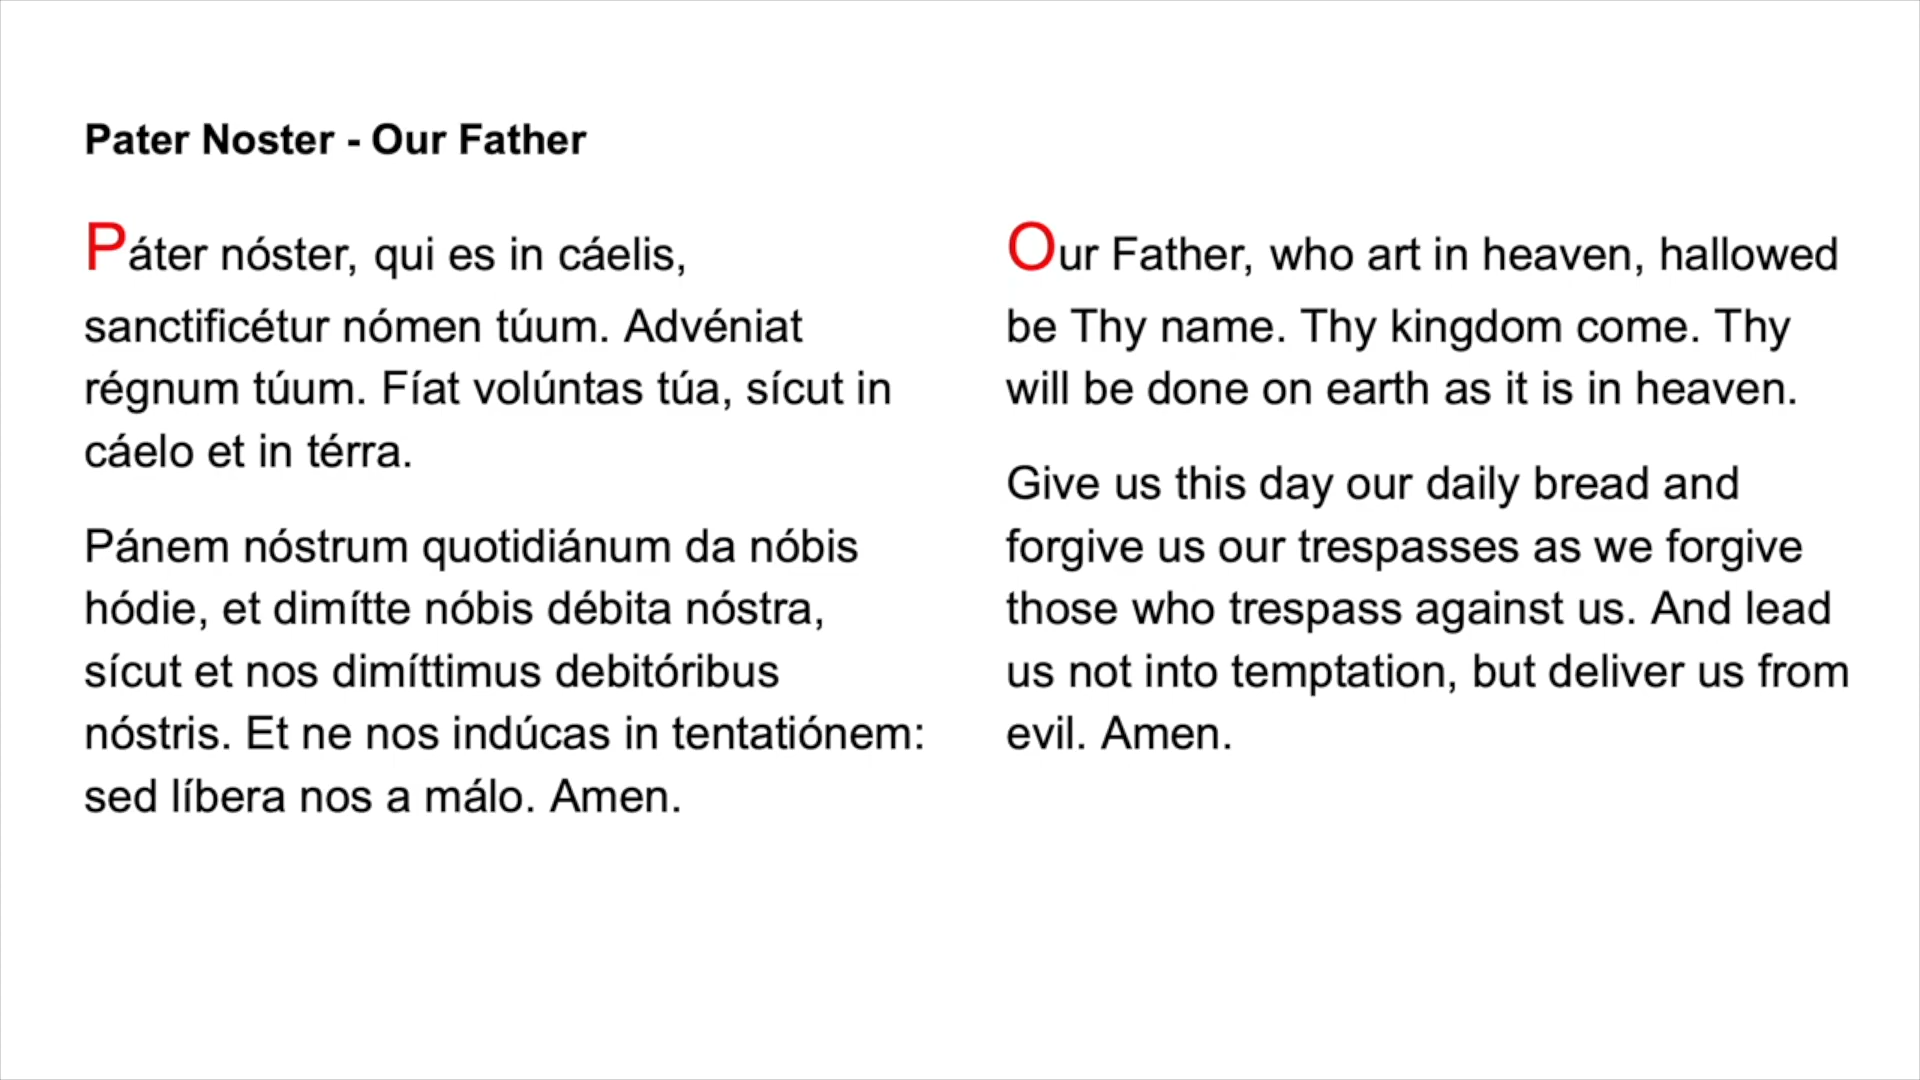 Pater Noster - Our Father
Páter nóster, qui es in cáelis,
sanctificétur nómen túum. Advéniat
régnum túum. Fíat volúntas túa, sícut in
cáelo et in térra.
Pánem nóstrum quotidiánum da nóbis
hódie, et dimítte nóbis débita nóstra,
sícut et nos dimíttimus debitóribus
nóstris. Et ne nos indúcas in tentatiónem:
sed líbera nos a málo. Amen.
Our Father, who art in heaven, hallowed
be Thy name. Thy kingdom come. Thy
will be done on earth as it is in heaven.
Give us this day our daily bread and
forgive us our trespasses as we forgive
those who trespass against us. And lead
us not into temptation, but deliver us from
evil. Amen.